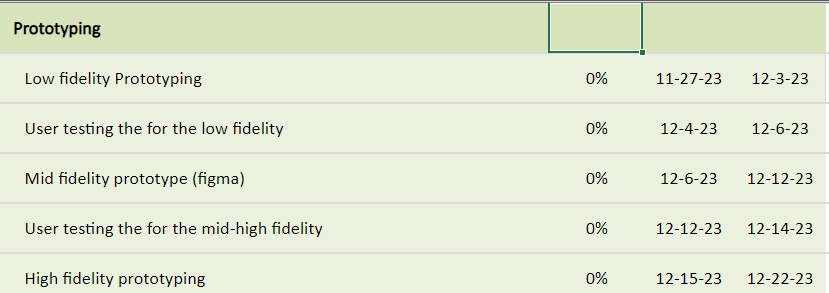 Prototyping
Low fidelity Prototyping 0% 11-27-23 12-3-23
User testing the for the low fidelity 0% 12-4-23 12-6-23
Mid fidelity prototype (figma) 0% 12-6-23 12-12-23
User testing the for the mid-high fidelity 0% 12-12-23 12-14-23
High fidelity prototyping 0% 12-15-23 12-22-23